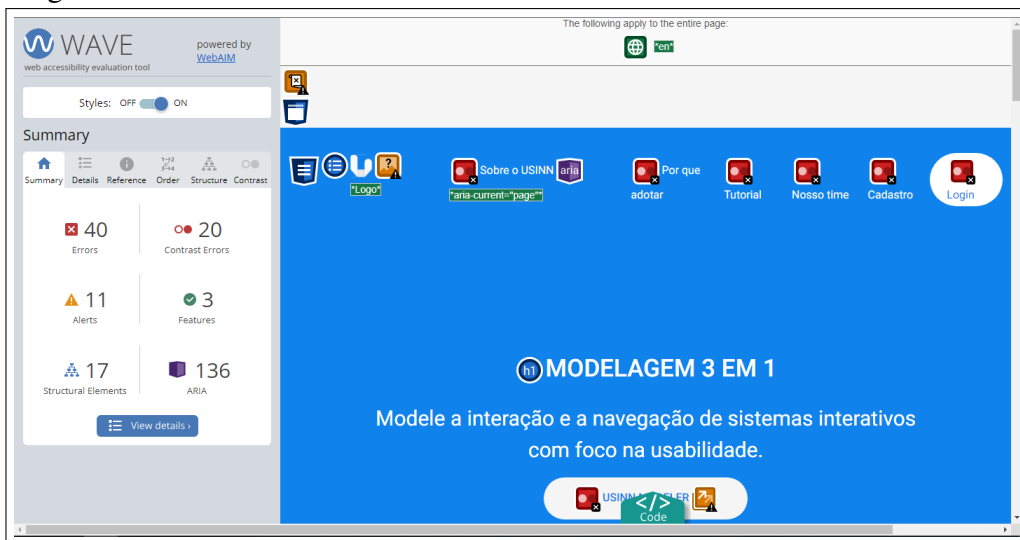 WAVE
powered by
WebAIM
web accessibility evaluation tool
Styles: OFF ON
Summary
Summary Details Reference Order Structure Contrast
40
Errors
20
Contrast Errors
11
Alerts
3
Features
17
Structural Elements
136
ARIA
View details ›
The following apply to the entire page:
*en*
*Logo*
Sobre o USINN aria
*aria-current="page"*
Por que
adotar
Tutorial
Nosso time
Cadastro
Login
h1 MODELAGEM 3 EM 1
Modele a interação e a navegação de sistemas interativos
com foco na usabilidade.
</>
Code